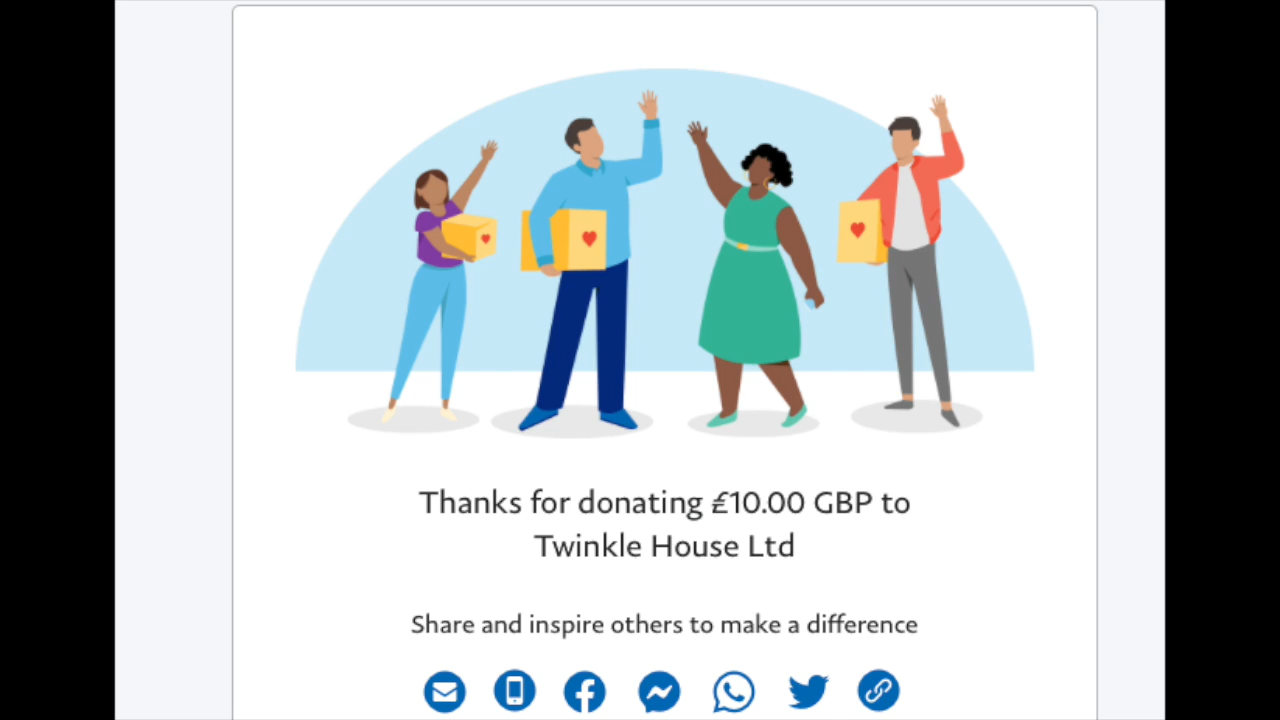 Thanks for donating £10.00 GBP to
Twinkle House Ltd
Share and inspire others to make a difference